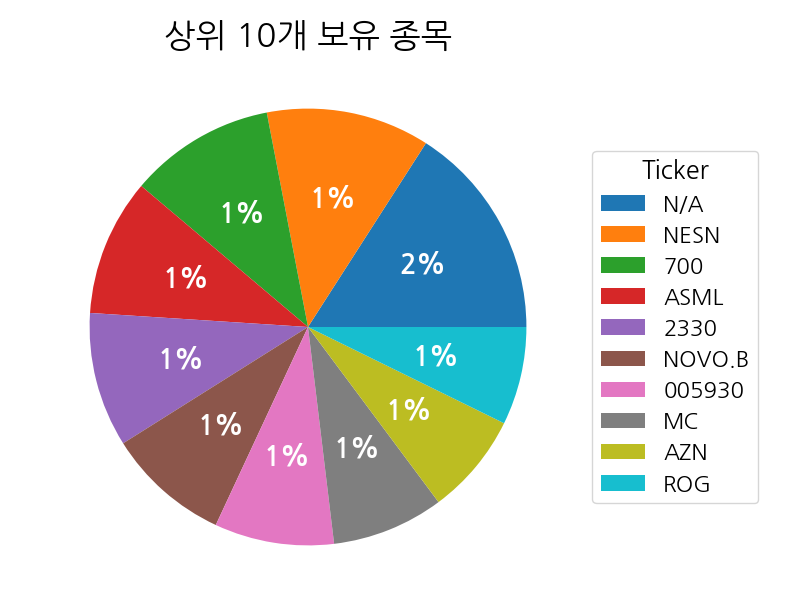 상위 10개 보유 종목
1%
1%
2%
1%
1%
1%
1%
1%
1%
1%
Ticker
N/A
NESN
700
ASML
2330
NOVO.B
005930
MC
AZN
ROG